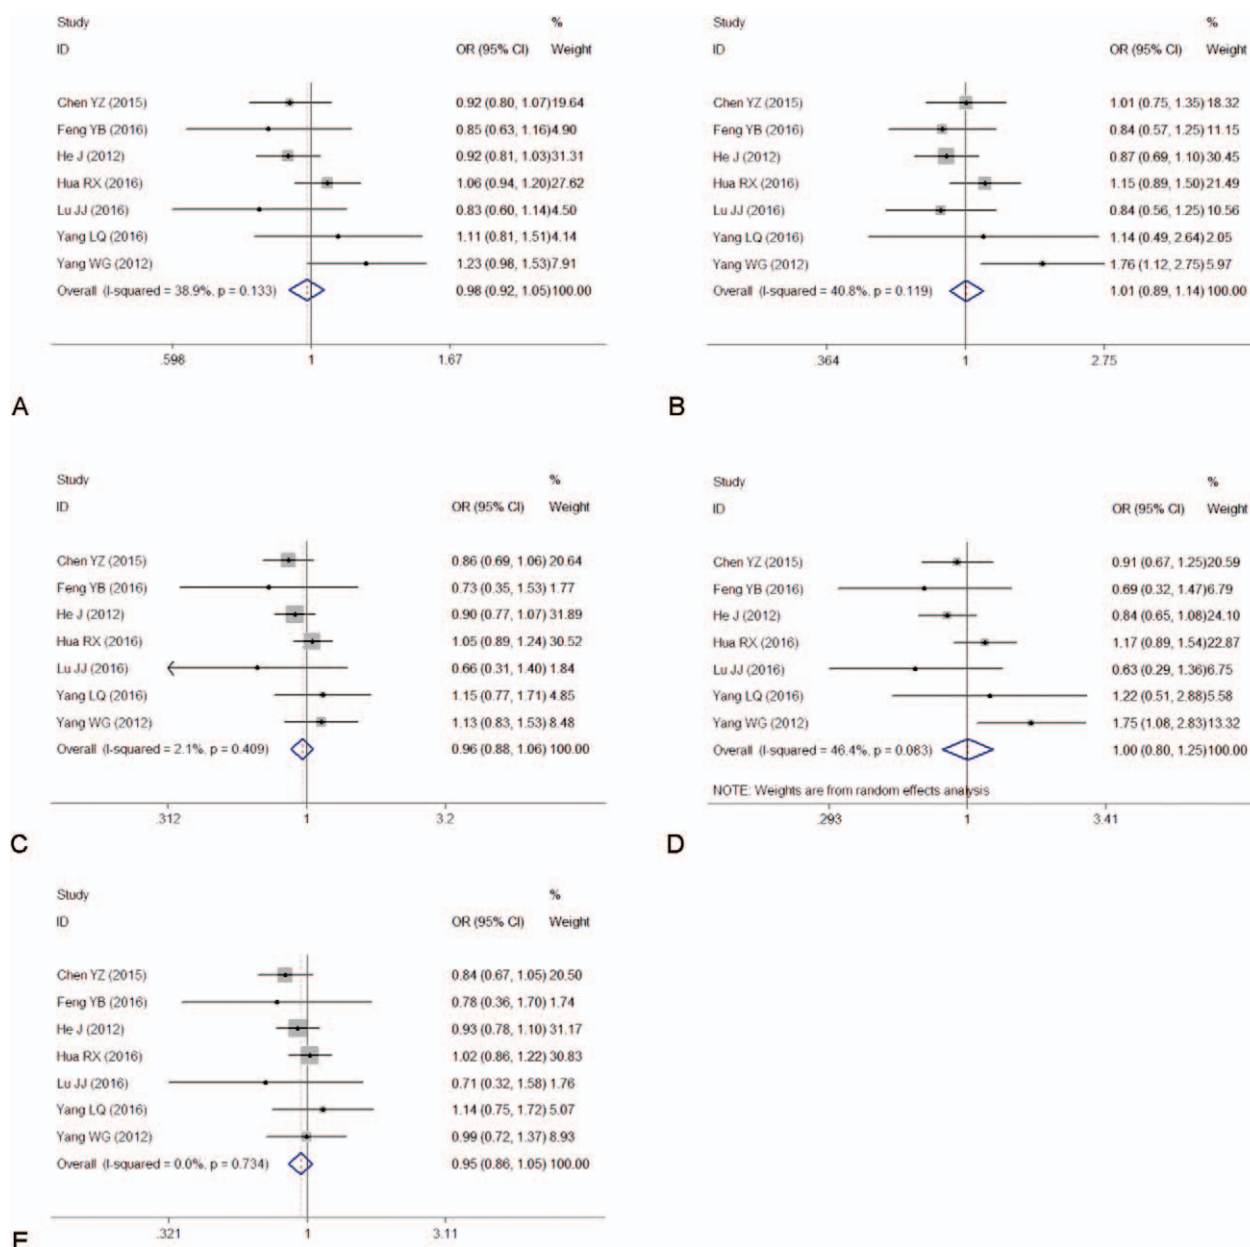 Study %
ID OR (95% CI) Weight
Chen YZ (2015) 0.92 (0.80, 1.07) 19.64
Feng YB (2016) 0.85 (0.63, 1.16) 4.90
He J (2012) 0.92 (0.81, 1.03) 31.31
Hua RX (2016) 1.06 (0.94, 1.20) 27.62
Lu JJ (2016) 0.83 (0.60, 1.14) 4.50
Yang LQ (2016) 1.11 (0.81, 1.51) 4.14
Yang WG (2012) 1.23 (0.98, 1.53) 7.91
Overall (I-squared = 38.9%, p = 0.133) 0.98 (0.92, 1.05) 100.00
.598 1 1.67
A
Study %
ID OR (95% CI) Weight
Chen YZ (2015) 1.01 (0.75, 1.35) 18.32
Feng YB (2016) 0.84 (0.57, 1.25) 11.15
He J (2012) 0.87 (0.69, 1.10) 30.45
Hua RX (2016) 1.15 (0.89, 1.50) 21.49
Lu JJ (2016) 0.84 (0.56, 1.25) 10.56
Yang LQ (2016) 1.14 (0.49, 2.64) 2.05
Yang WG (2012) 1.76 (1.12, 2.75) 5.97
Overall (I-squared = 40.8%, p = 0.119) 1.01 (0.89, 1.14) 100.00
.364 1 2.75
B
Study %
ID OR (95% CI) Weight
Chen YZ (2015) 0.86 (0.69, 1.06) 20.64
Feng YB (2016) 0.73 (0.35, 1.53) 1.77
He J (2012) 0.90 (0.77, 1.07) 31.89
Hua RX (2016) 1.05 (0.89, 1.24) 30.52
Lu JJ (2016) 0.66 (0.31, 1.40) 1.84
Yang LQ (2016) 1.15 (0.77, 1.71) 4.85
Yang WG (2012) 1.13 (0.83, 1.53) 8.48
Overall (I-squared = 2.1%, p = 0.409) 0.96 (0.88, 1.06) 100.00
.312 1 3.2
C
Study %
ID OR (95% CI) Weight
Chen YZ (2015) 0.91 (0.67, 1.25) 20.59
Feng YB (2016) 0.69 (0.32, 1.47) 6.79
He J (2012) 0.84 (0.65, 1.08) 24.10
Hua RX (2016) 1.17 (0.89, 1.54) 22.87
Lu JJ (2016) 0.63 (0.29, 1.36) 6.75
Yang LQ (2016) 1.22 (0.51, 2.88) 5.58
Yang WG (2012) 1.75 (1.08, 2.83) 13.32
Overall (I-squared = 46.4%, p = 0.083) 1.00 (0.80, 1.25) 100.00
NOTE: Weights are from random effects analysis
.293 1 3.41
D
Study %
ID OR (95% CI) Weight
Chen YZ (2015) 0.84 (0.67, 1.05) 20.50
Feng YB (2016) 0.78 (0.36, 1.70) 1.74
He J (2012) 0.93 (0.78, 1.10) 31.17
Hua RX (2016) 1.02 (0.86, 1.22) 30.83
Lu JJ (2016) 0.71 (0.32, 1.58) 1.76
Yang LQ (2016) 1.14 (0.75, 1.72) 5.07
Yang WG (2012) 0.99 (0.72, 1.37) 8.93
Overall (I-squared = 0.0%, p = 0.734) 0.95 (0.86, 1.05) 100.00
.321 1 3.11
E